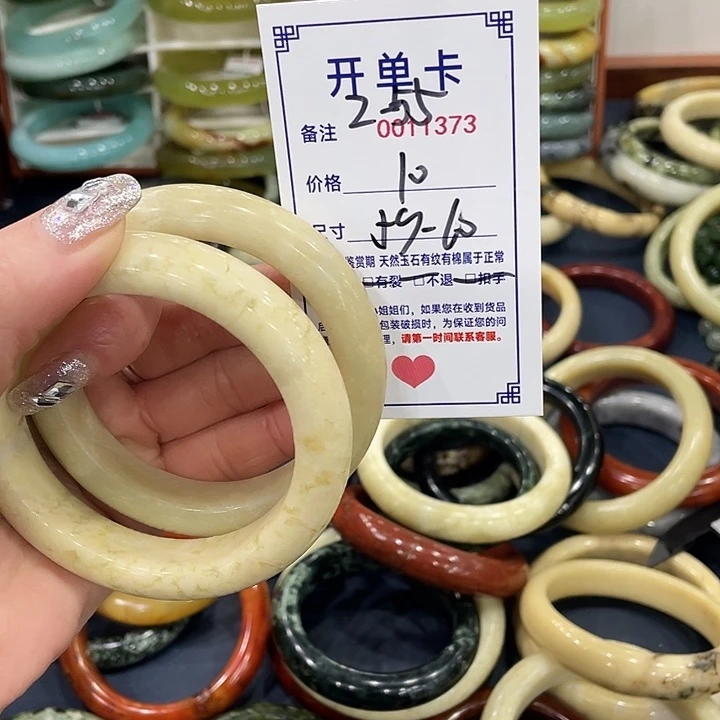 开单卡
备注 255 0011373
价格 10
尺寸 59-60
鉴赏期 天然玉石有纹有棉属于正常
□有裂 □不退 □扣手
小姐姐们，如果您在收到货品
包装破损时，为保证您的问
理，请第一时间联系客服。